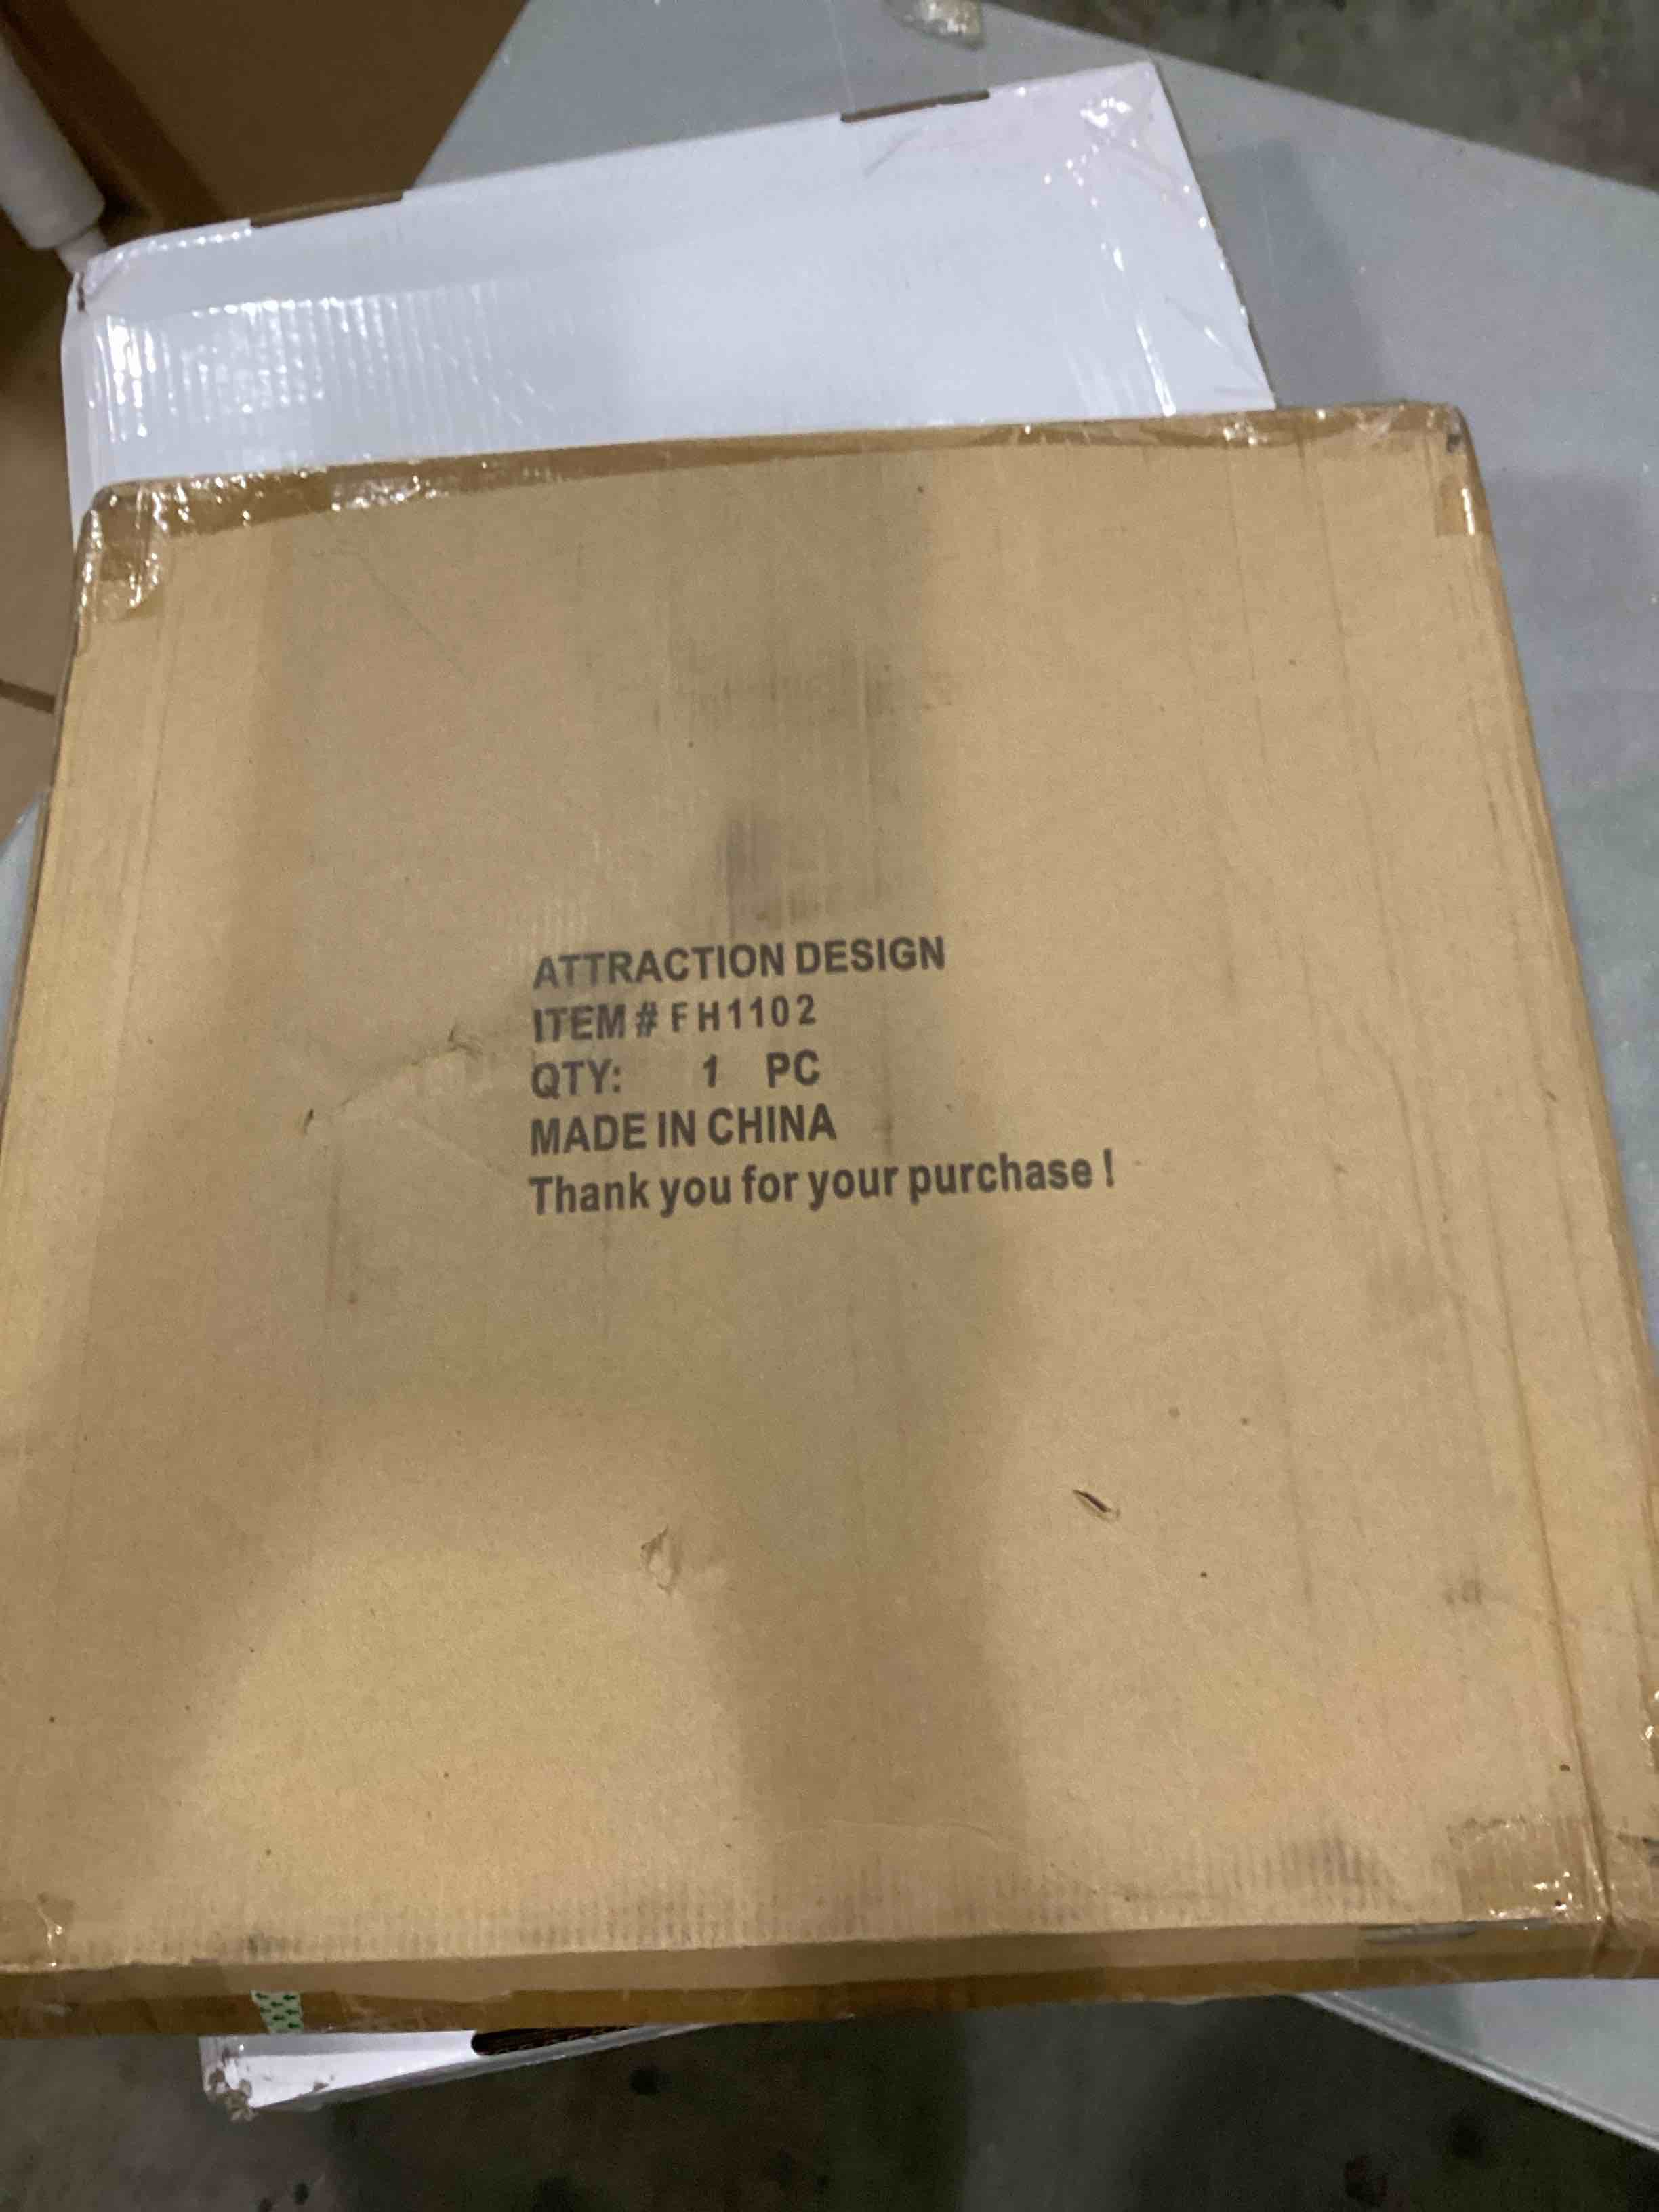 ATTRACTION DESIGN
ITEM# FH1102
QTY: 1 PC
MADE IN CHINA
Thank you for your purchase !